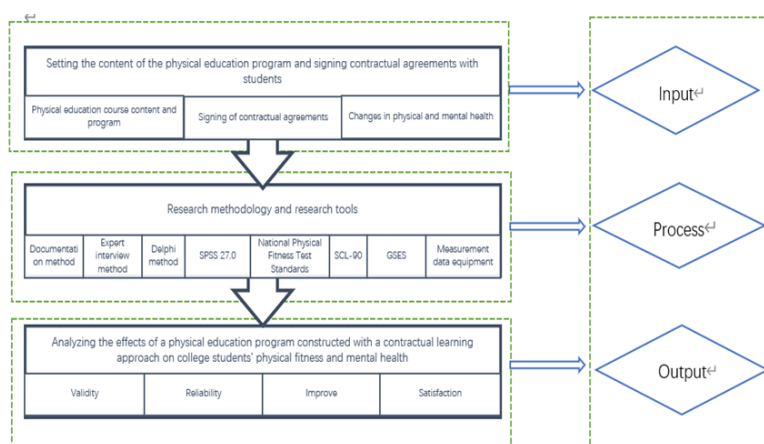 Setting the content of the physical education program and signing contractual agreements with
students
Physical education course content and
program
Signing of contractual agreements
Changes in physical and mental health
Input
Research methodology and research tools
Documentati
on method
Expert
interview
method
Delphi
method
SPSS 27.0
National Physical
Fitness Test
Standards
SCL-90
GSES
Measurement
data equipment
Process
Analyzing the effects of a physical education program constructed with a contractual learning
approach on college students' physical fitness and mental health
Validity
Reliability
Improve
Satisfaction
Output